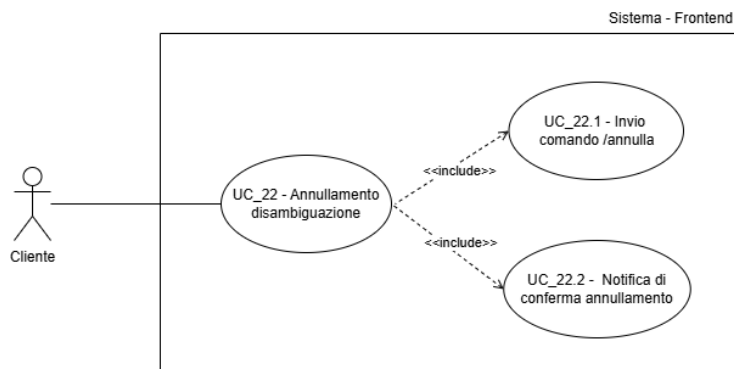 Sistema - Frontend
UC_22.1 - Invio
comando /annulla
<<include>>
UC_22 - Annullamento
disambiguazione
<<include>>
Cliente
UC_22.2 - Notifica di
conferma annullamento